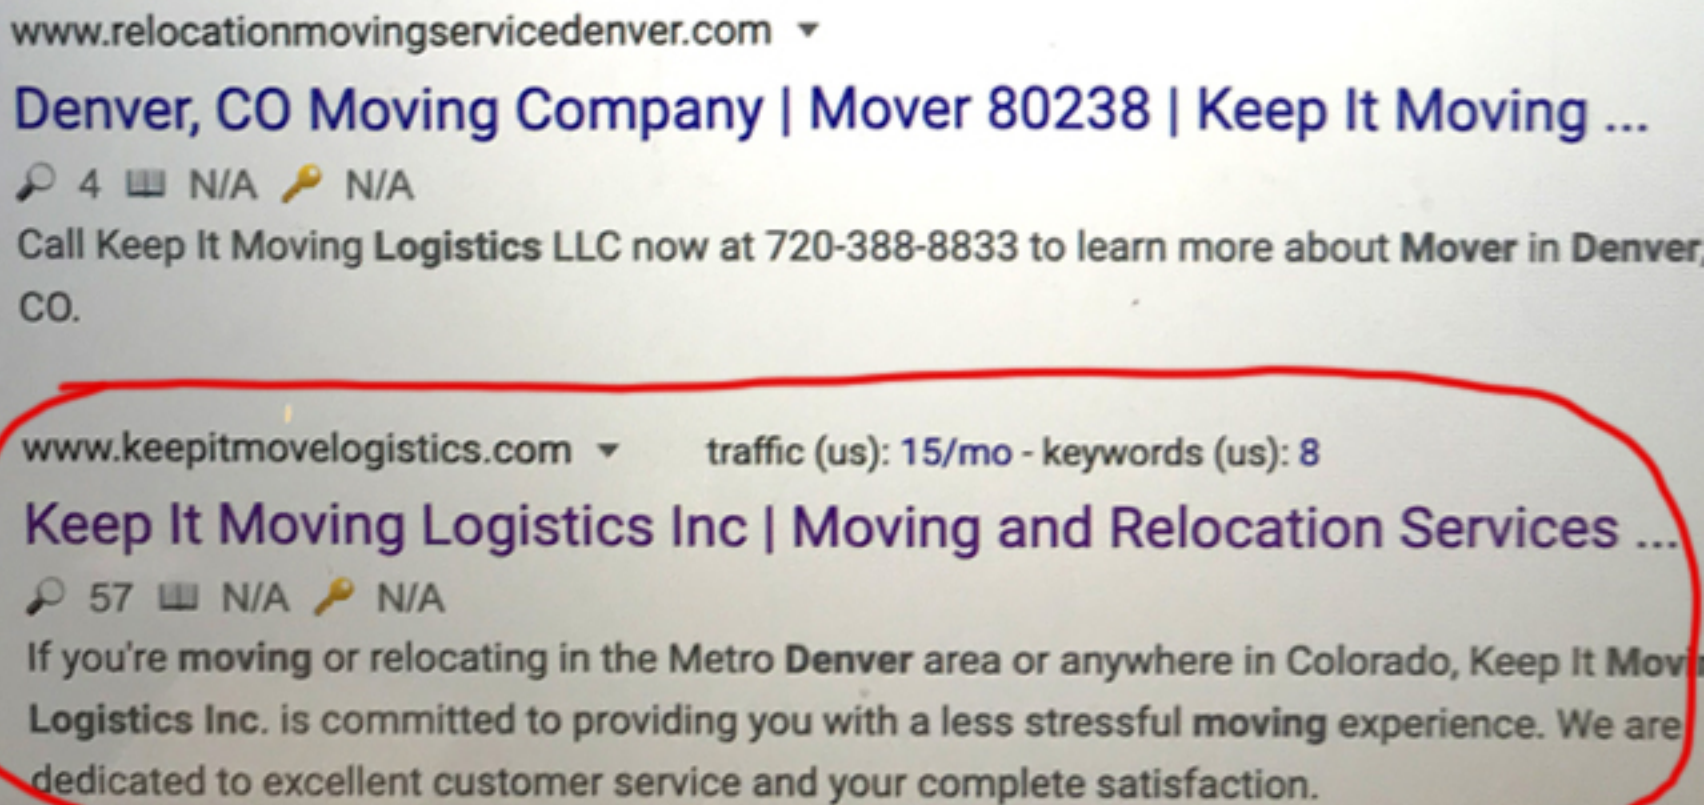 www.relocationmovingservicedenver.com
Denver, CO Moving Company | Mover 80238 | Keep It Moving ...
4 N/A N/A
Call Keep It Moving Logistics LLC now at 720-388-8833 to learn more about Mover in Denver,
CO.
www.keepitmovelogistics.com traffic (us): 15/mo - keywords (us): 8
Keep It Moving Logistics Inc | Moving and Relocation Services ...
57 N/A N/A
If you're moving or relocating in the Metro Denver area or anywhere in Colorado, Keep It
Logistics Inc. is committed to providing you with a less stressful moving experience. We are
dedicated to excellent customer service and your complete satisfaction.